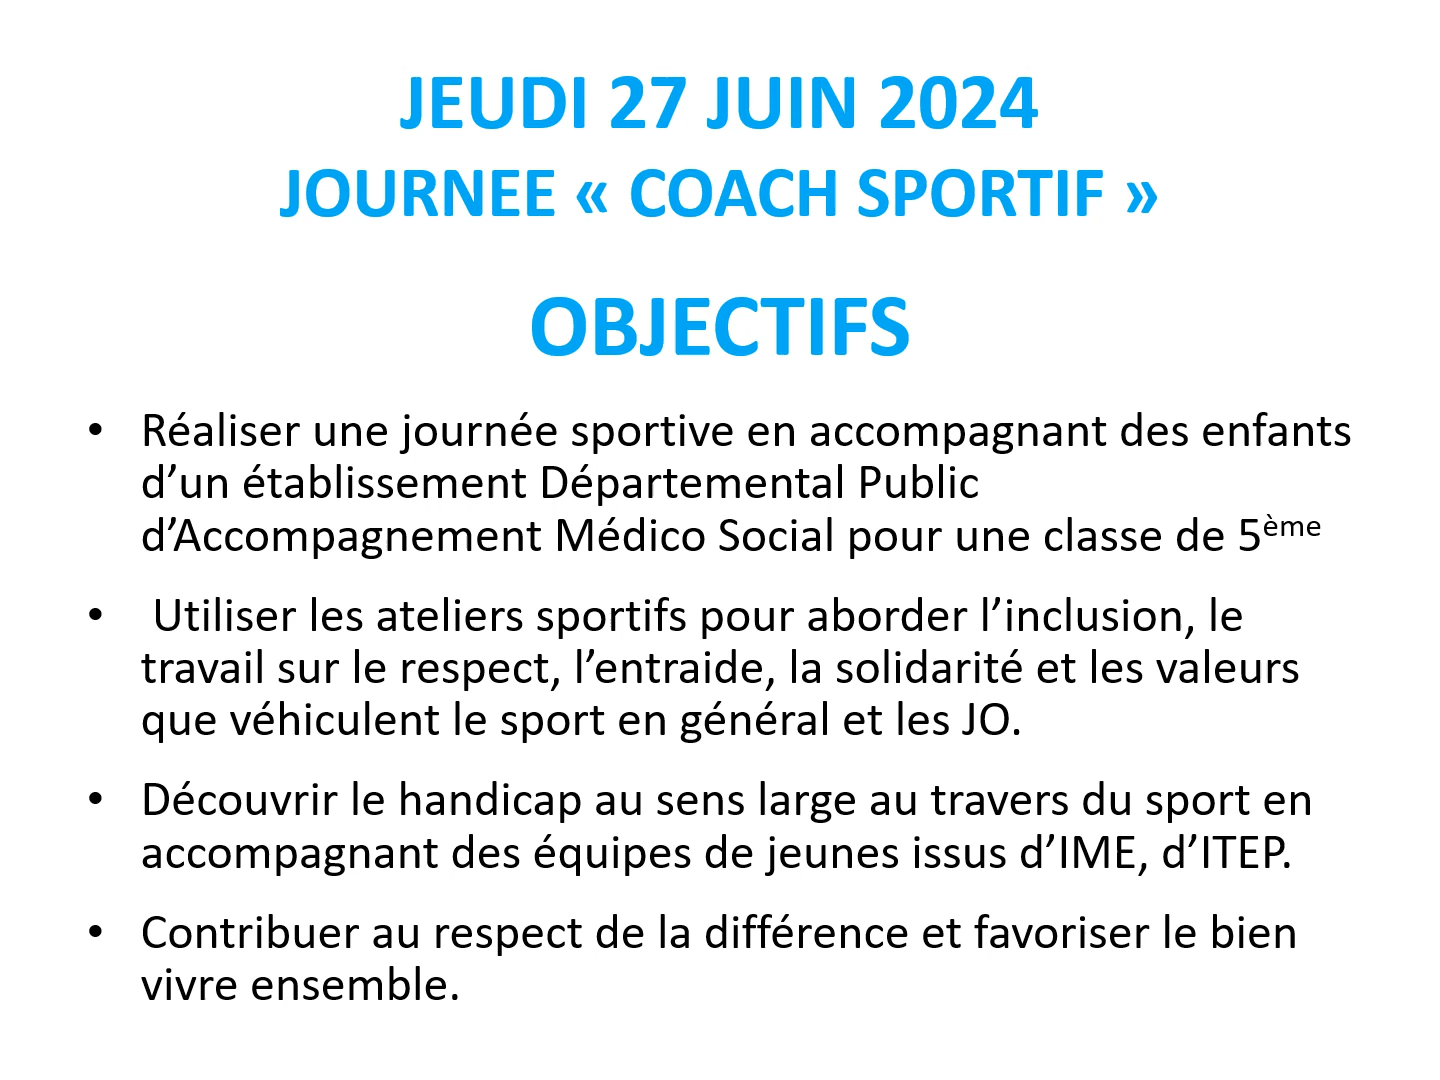 JEUDI 27 JUIN 2024
JOURNEE « COACH SPORTIF »
OBJECTIFS
• Réaliser une journée sportive en accompagnant des enfants
d’un établissement Départemental Public
d’Accompagnement Médico Social pour une classe de 5ème
• Utiliser les ateliers sportifs pour aborder l’inclusion, le
travail sur le respect, l’entraide, la solidarité et les valeurs
que véhiculent le sport en général et les JO.
• Découvrir le handicap au sens large au travers du sport en
accompagnant des équipes de jeunes issus d’IME, d’ITEP.
• Contribuer au respect de la différence et favoriser le bien
vivre ensemble.